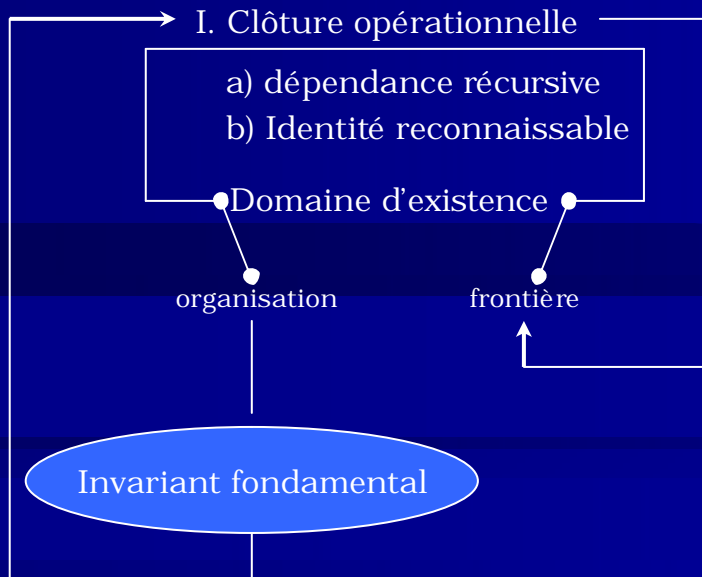 I. Clôture opérationnelle
a) dépendance récursive
b) Identité reconnaissable
Domaine d'existence
organisation
frontière
Invariant fondamental